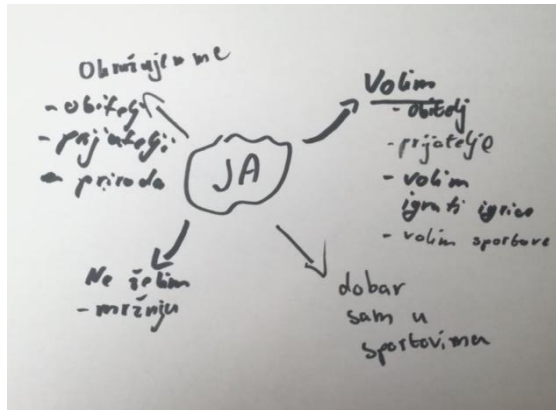 Okružuje me
- obitelj
- prijatelji
- priroda
JA
Volim
- obitelj
- prijatelje
- volim
igrati igrice
- volim sportove
Ne želim
- mržnju
dobar
sam u
sportovima